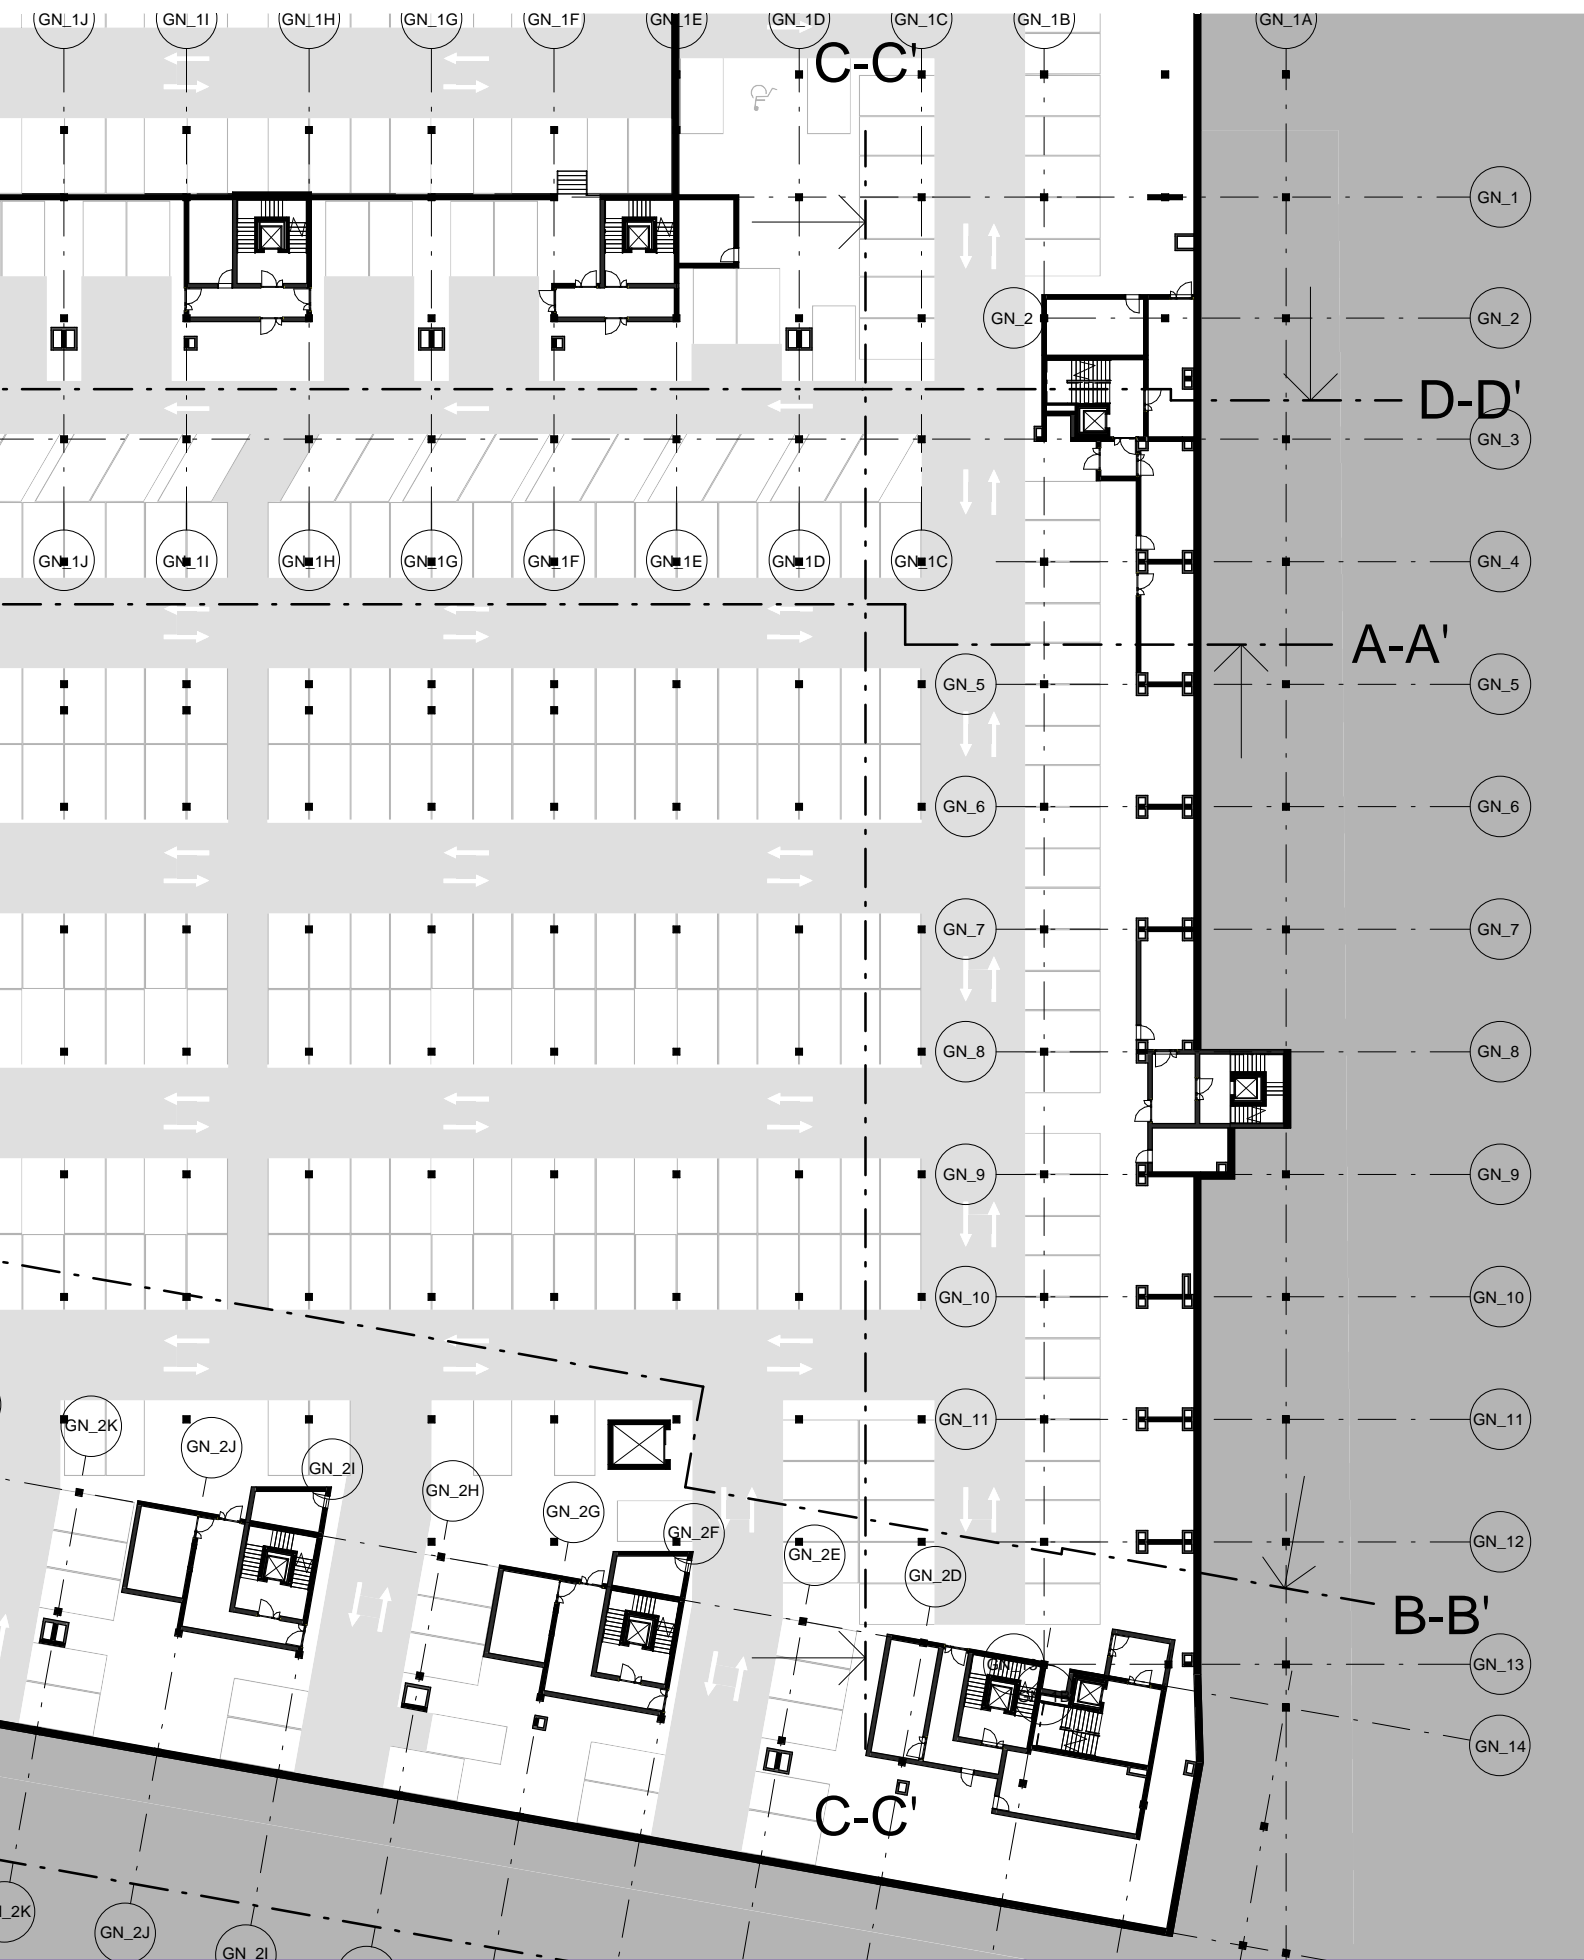 GN_1J GN_1I GN_1H GN_1G GN_1F GN_1E GN_1D GN_1C GN_1B GN_1A
C-C'
GN_1
GN_2 GN_2
D-D'
GN_3
GN_1J GN_1I GN_1H GN_1G GN_1F GN_1E GN_1D GN_1C GN_4
A-A'
GN_5 GN_5
GN_6 GN_6
GN_7 GN_7
GN_8 GN_8
GN_9 GN_9
GN_10 GN_10
GN_11 GN_11
GN_2K
GN_2J
GN_2I
GN_2H
GN_2G
GN_2F
GN_12
GN_2E
GN_2D
B-B'
GN_13
GN_14
C-C'
_2K
GN_2J
GN_2I